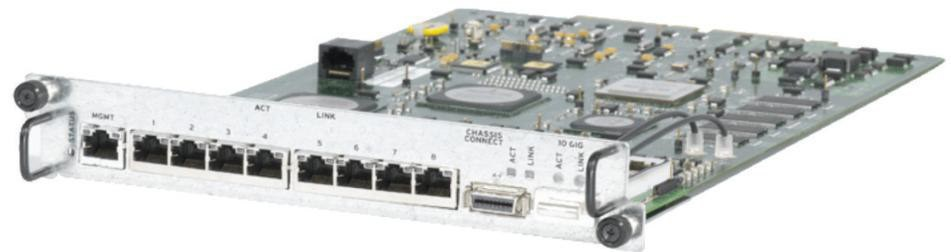 STATUS
MGMT
ACT
LINK
1
2
3
4
5
6
7
8
CHASSIS
CONNECT
ACT
LINK
10 GIG
ACT
LINK